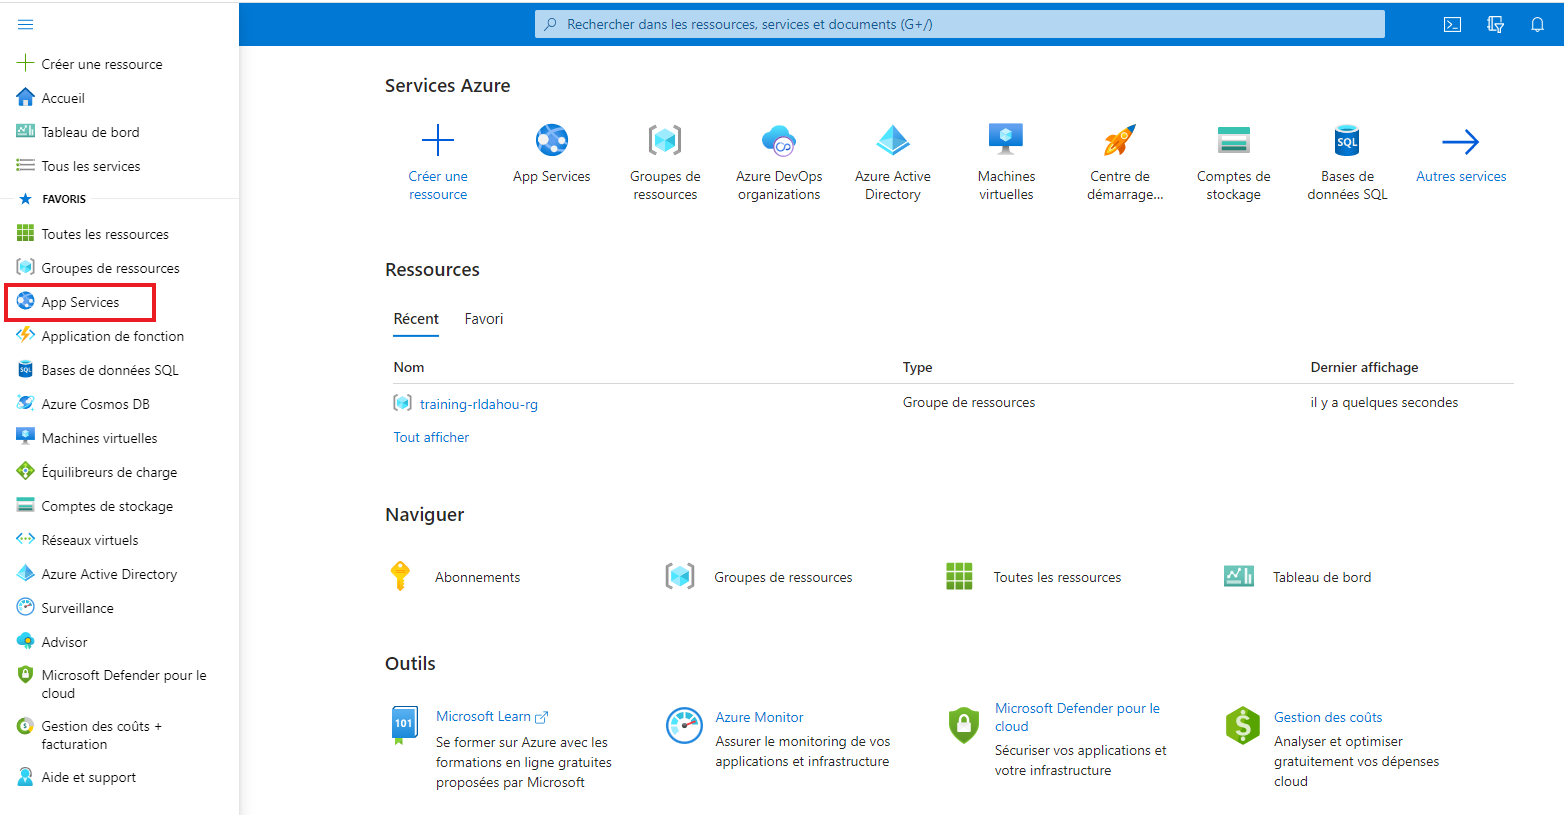 Rechercher dans les ressources, services et documents (G+/)
Créer une ressource
Accueil
Tableau de bord
Tous les services
FAVORIS
Toutes les ressources
Groupes de ressources
App Services
Application de fonction
Bases de données SQL
Azure Cosmos DB
Machines virtuelles
Équilibreurs de charge
Comptes de stockage
Réseaux virtuels
Azure Active Directory
Surveillance
Advisor
Microsoft Defender pour le
cloud
Gestion des coûts +
facturation
Aide et support
Services Azure
Créer une
ressource
App Services
Groupes de
ressources
Azure DevOps
organizations
Azure Active
Directory
Machines
virtuelles
Centre de
démarrage...
Comptes de
stockage
SQL
Bases de
données SQL
Autres services
Ressources
Récent
Favori
Nom
Type
Dernier affichage
training-rldahou-rg
Groupe de ressources
il y a quelques secondes
Tout afficher
Naviguer
Abonnements
Groupes de ressources
Toutes les ressources
Tableau de bord
Outils
101
Microsoft Learn
Se former sur Azure avec les
formations en ligne gratuites
proposées par Microsoft
Azure Monitor
Assurer le monitoring de vos
applications et infrastructure
Microsoft Defender pour le
cloud
Sécuriser vos applications et
votre infrastructure
Gestion des coûts
Analyser et optimiser
gratuitement vos dépenses
cloud